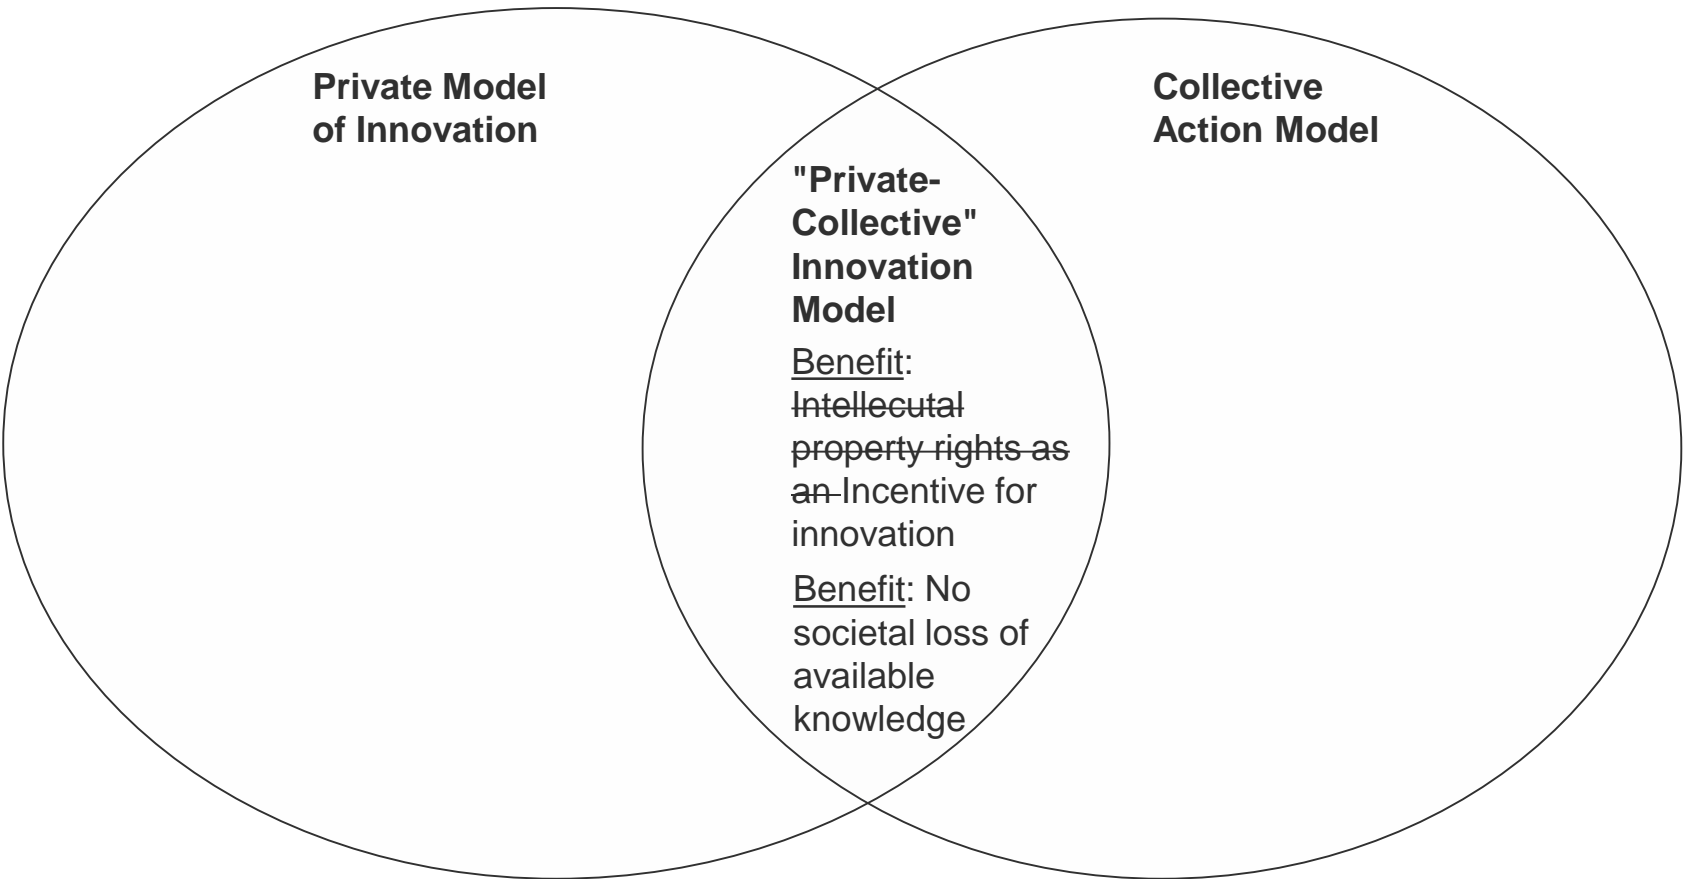 Private Model
of Innovation
Collective
Action Model
"Private-
Collective"
Innovation
Model
Benefit:
Intellecutal
property rights as
an Incentive for
innovation
Benefit: No
societal loss of
available
knowledge